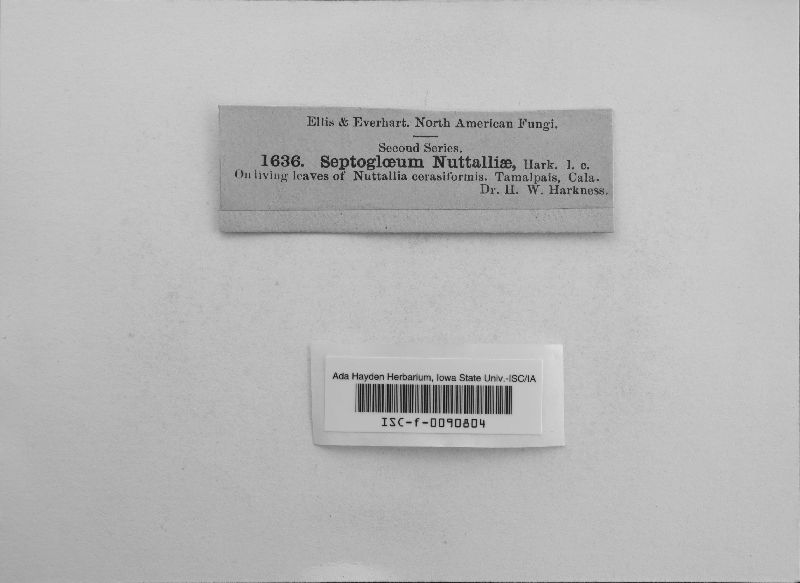 Ellis & Everhart. North American Fungi.
Second Series.
1636. Septoglœum Nuttalliæ, Hark. l. c.
On living leaves of Nuttallia cerasiformis. Tamalpais, Cala.
Dr. H. W. Harkness.
Ada Hayden Herbarium, Iowa State Univ.-ISC/IA
ISC-f-0090804